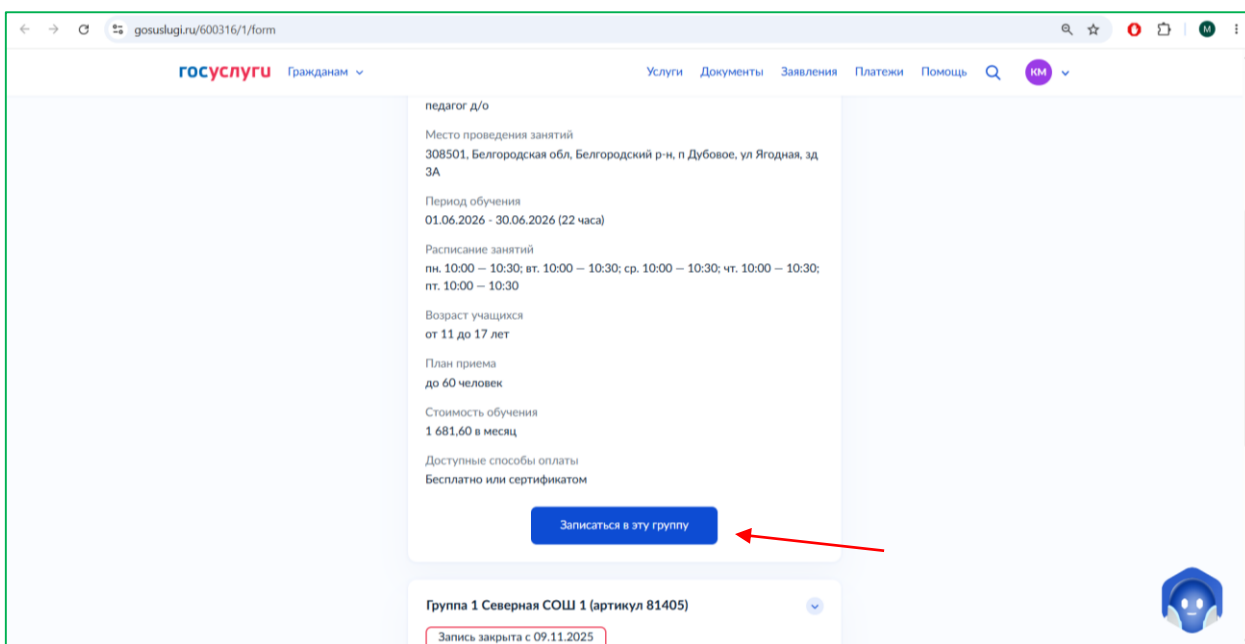 gosuslugi.ru/600316/1/form
М
госуслуги Гражданам Услуги Документы Заявления Платежи Помощь КМ
педагог д/о
Место проведения занятий
308501, Белгородская обл, Белгородский р-н, п Дубовое, ул Ягодная, зд
3А
Период обучения
01.06.2026 - 30.06.2026 (22 часа)
Расписание занятий
пн. 10:00 — 10:30; вт. 10:00 — 10:30; ср. 10:00 — 10:30; чт. 10:00 — 10:30;
пт. 10:00 — 10:30
Возраст учащихся
от 11 до 17 лет
План приема
до 60 человек
Стоимость обучения
1 681,60 в месяц
Доступные способы оплаты
Бесплатно или сертификатом
Записаться в эту группу
Группа 1 Северная СОШ 1 (артикул 81405)
Запись закрыта с 09.11.2025